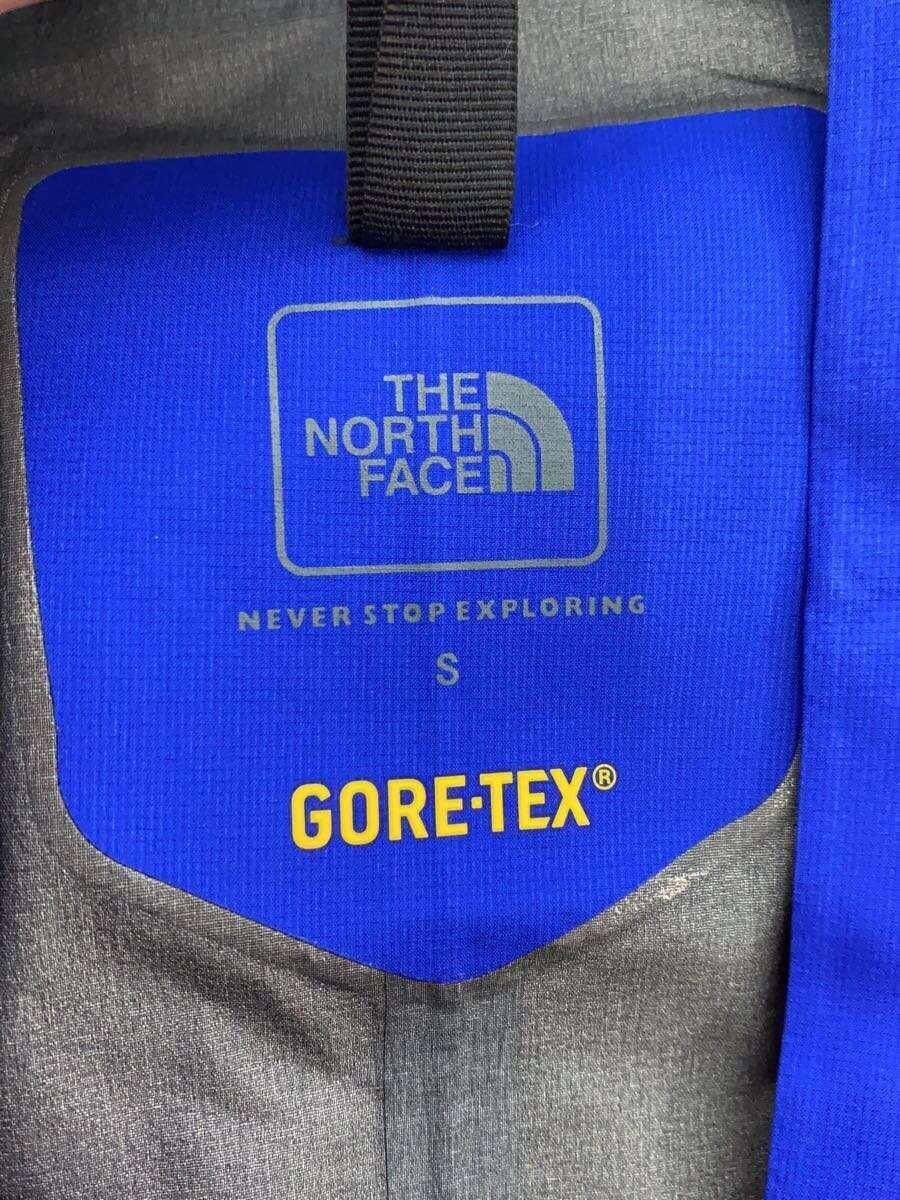 THE
NORTH
FACE
NEVER STOP EXPLORING
S
GORE-TEX®